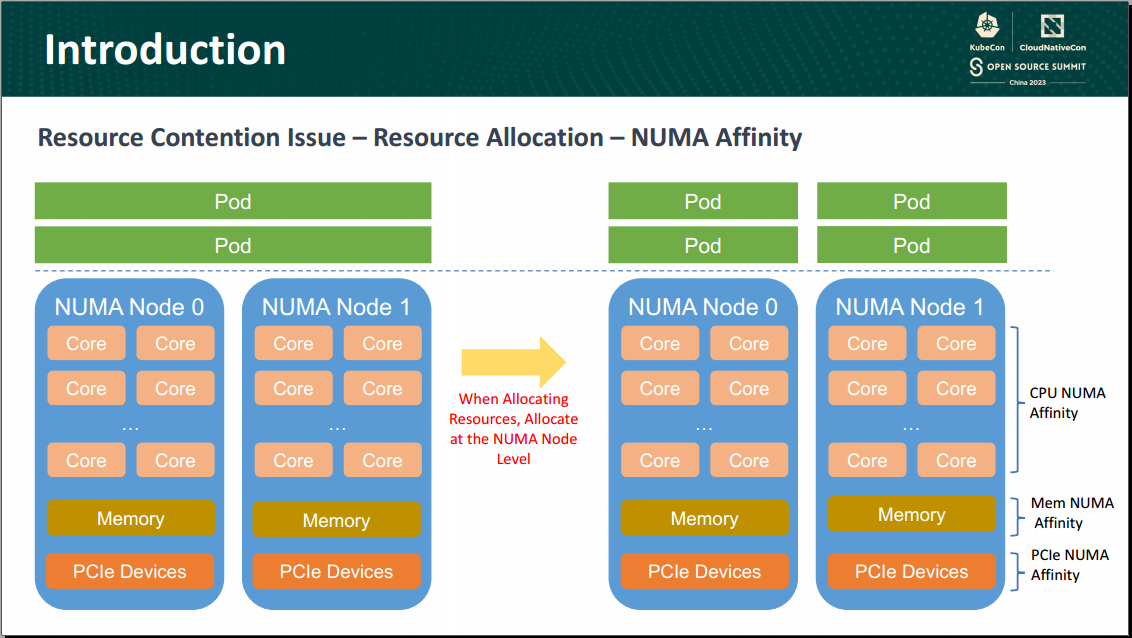 Introduction
KubeCon
CloudNativeCon
OPEN SOURCE SUMMIT
China 2023
Resource Contention Issue – Resource Allocation – NUMA Affinity
Pod
Pod
NUMA Node 0
Core Core
Core Core
...
Core Core
Memory
PCIe Devices
NUMA Node 1
Core Core
Core Core
...
Core Core
Memory
PCIe Devices
When Allocating
Resources, Allocate
at the NUMA Node
Level
Pod Pod
Pod Pod
NUMA Node 0
Core Core
Core Core
...
Core Core
Memory
PCIe Devices
NUMA Node 1
Core Core
Core Core
...
Core Core
Memory
PCIe Devices
CPU NUMA
Affinity
Mem NUMA
Affinity
PCIe NUMA
Affinity